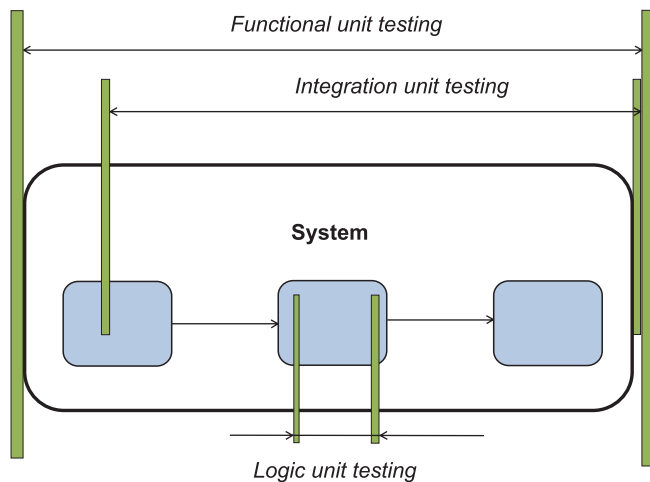 Functional unit testing
Integration unit testing
System
Logic unit testing